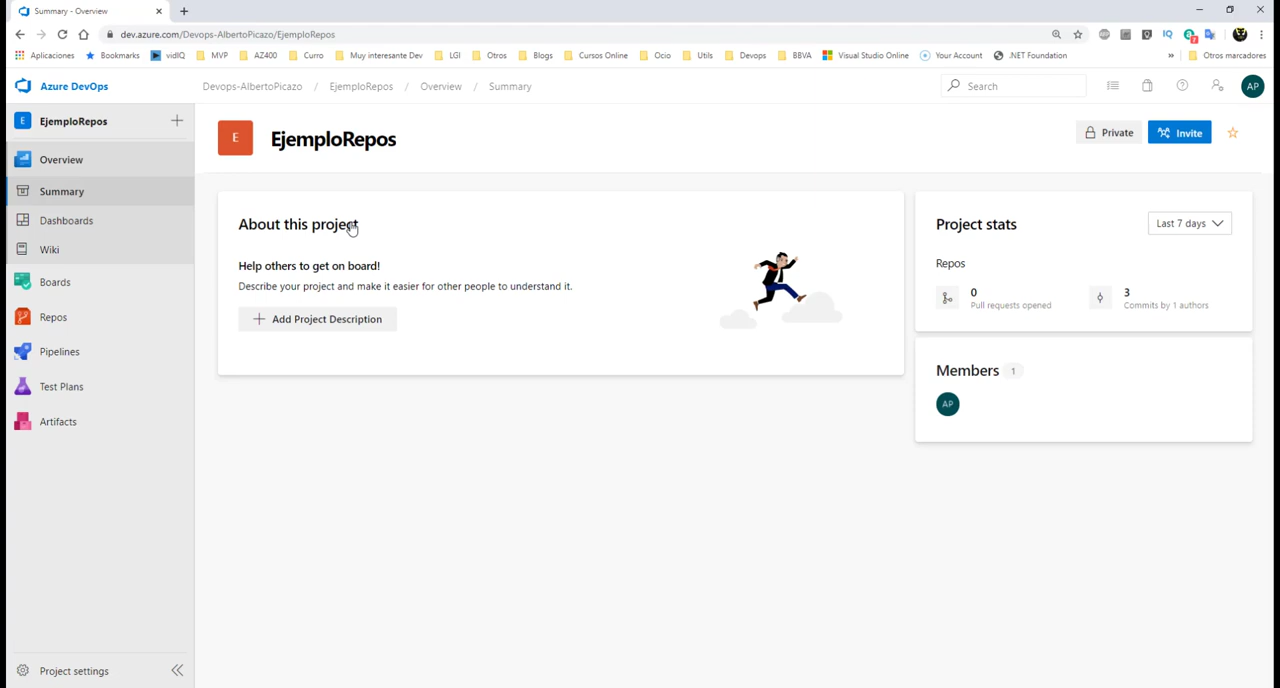 Summary - Overview
dev.azure.com/Devops-AlbertoPicazo/EjemploRepos
Aplicaciones Bookmarks vidIQ MVP AZ400 Curro Muy interesante Dev LGI Otros Blogs Cursos Online Ocio Utils Devops BBVA Visual Studio Online Your Account .NET Foundation » Otros marcadores
Azure DevOps
Devops-AlbertoPicazo / EjemploRepos / Overview / Summary
Search
AP
E EjemploRepos
Overview
Summary
Dashboards
Wiki
Boards
Repos
Pipelines
Test Plans
Artifacts
Project settings
E EjemploRepos
Private
Invite
About this project
Help others to get on board!
Describe your project and make it easier for other people to understand it.
Add Project Description
Project stats
Last 7 days
Repos
0
Pull requests opened
3
Commits by 1 authors
Members 1
AP